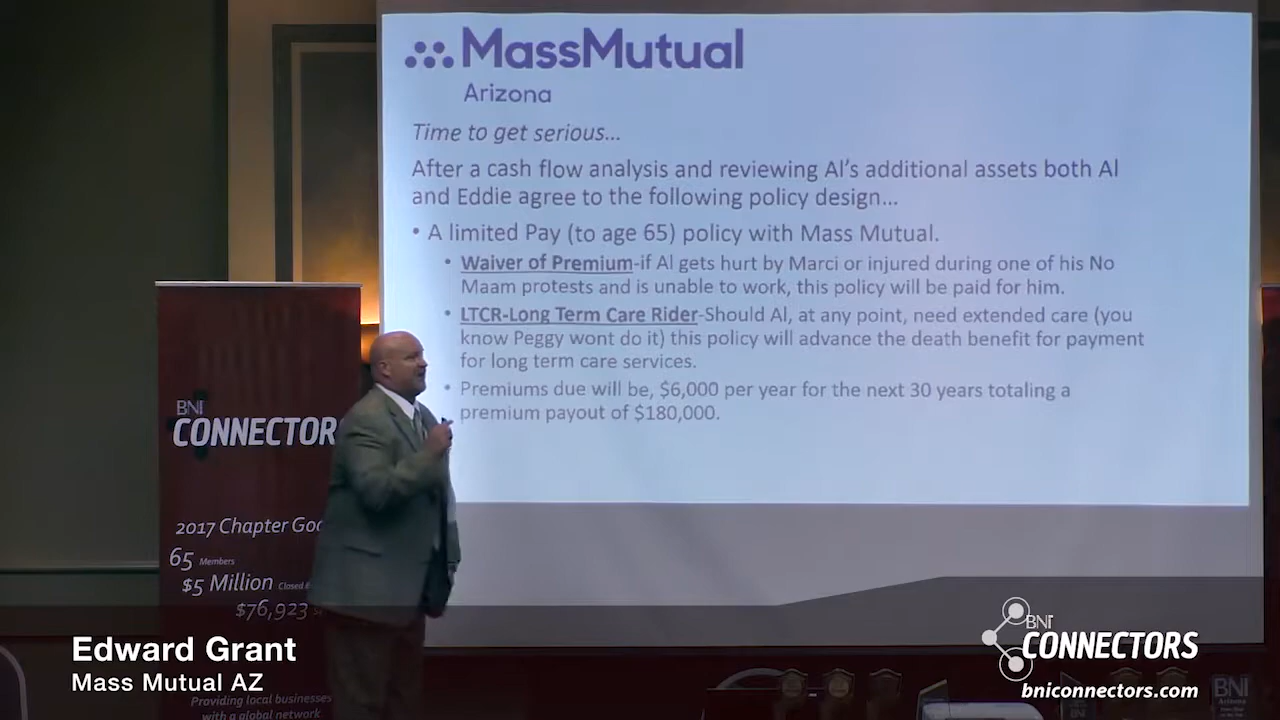 MassMutual
Arizona
Time to get serious...
After a cash flow analysis and reviewing Al's additional assets both Al
and Eddie agree to the following policy design...
• A limited Pay (to age 65) policy with Mass Mutual.
• Waiver of Premium-if Al gets hurt by Marci or injured during one of his No
Maam protests and is unable to work, this policy will be paid for him.
• LTCR-Long Term Care Rider-Should Al, at any point, need extended care (you
know Peggy wont do it) this policy will advance the death benefit for payment
for long term care services.
• Premiums due will be, $6,000 per year for the next 30 years totaling a
premium payout of $180,000.
BNI
CONNECTOR
2017 Chapter Goa
65 Members
$5 Million Closed
$76,923
Providing local businesses
with a global network
Edward Grant
Mass Mutual AZ
BNI
CONNECTORS
bniconnectors.com
BNI